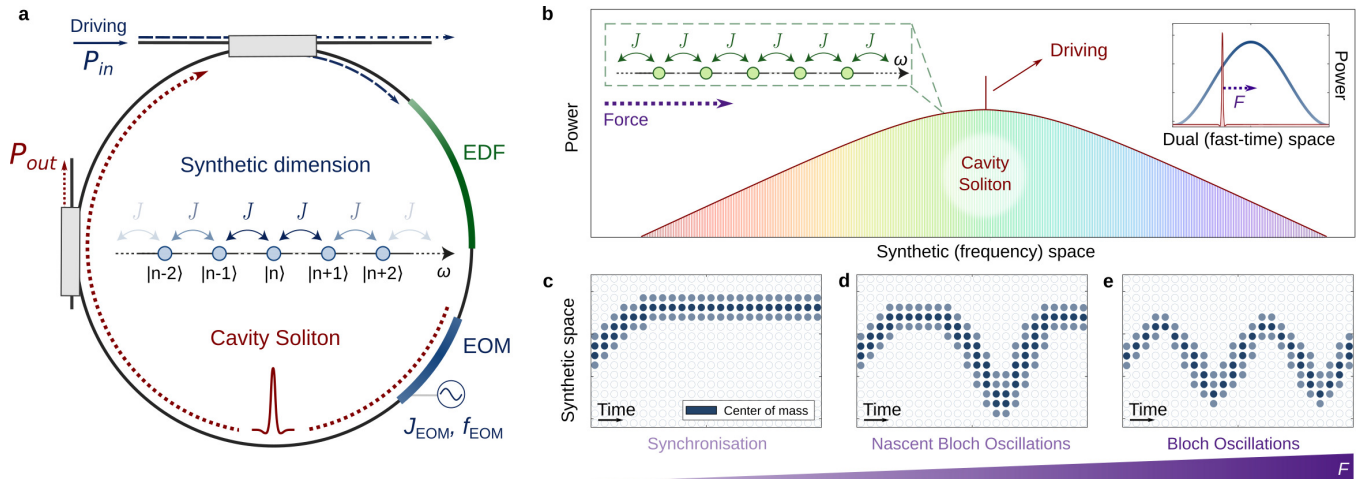 a
Driving
P_in
P_out
EDF
Synthetic dimension
J J J J J J
|n-2⟩ |n-1⟩ |n⟩ |n+1⟩ |n+2⟩ ω
Cavity Soliton
EOM
J_EOM, f_EOM
b
Power
J J J J J
ω
Force
Driving
Cavity
Soliton
Synthetic (frequency) space
Power
F
Dual (fast-time) space
c
Synthetic space
Time
Center of mass
Synchronisation
d
Time
Nascent Bloch Oscillations
e
Time
Bloch Oscillations
F